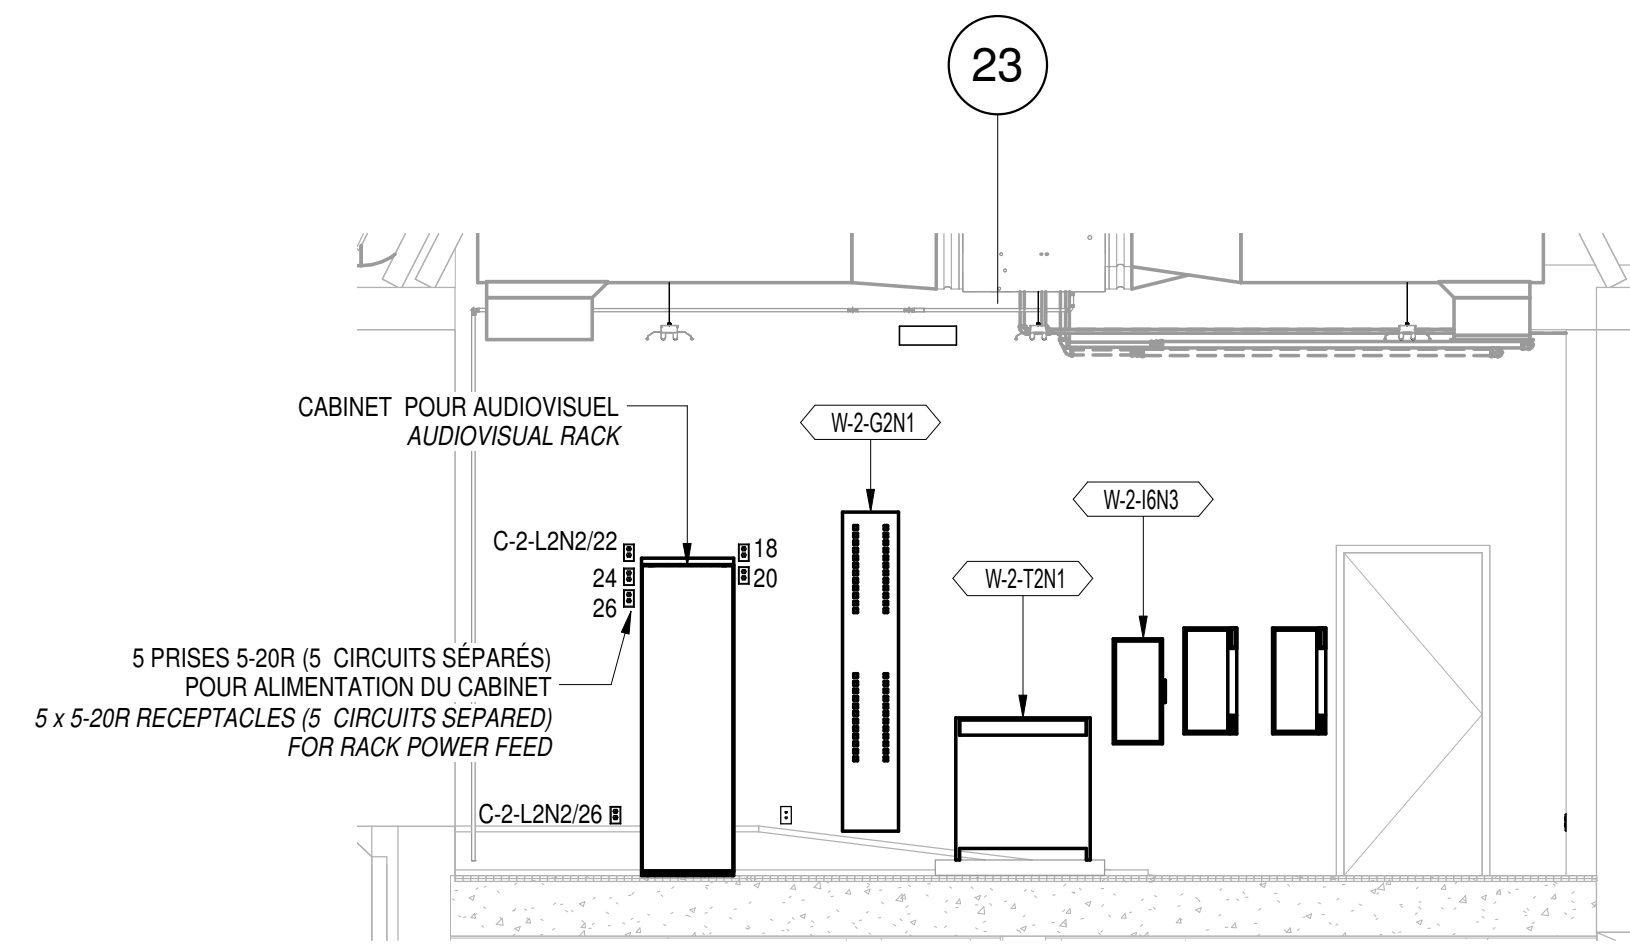 23
CABINET POUR AUDIOVISUEL
AUDIOVISUAL RACK
W-2-G2N1
W-2-I6N3
W-2-T2N1
C-2-L2N2/22
24
26
18
20
5 PRISES 5-20R (5 CIRCUITS SÉPARÉS)
POUR ALIMENTATION DU CABINET
5 x 5-20R RECEPTACLES (5 CIRCUITS SEPARED)
FOR RACK POWER FEED
C-2-L2N2/26